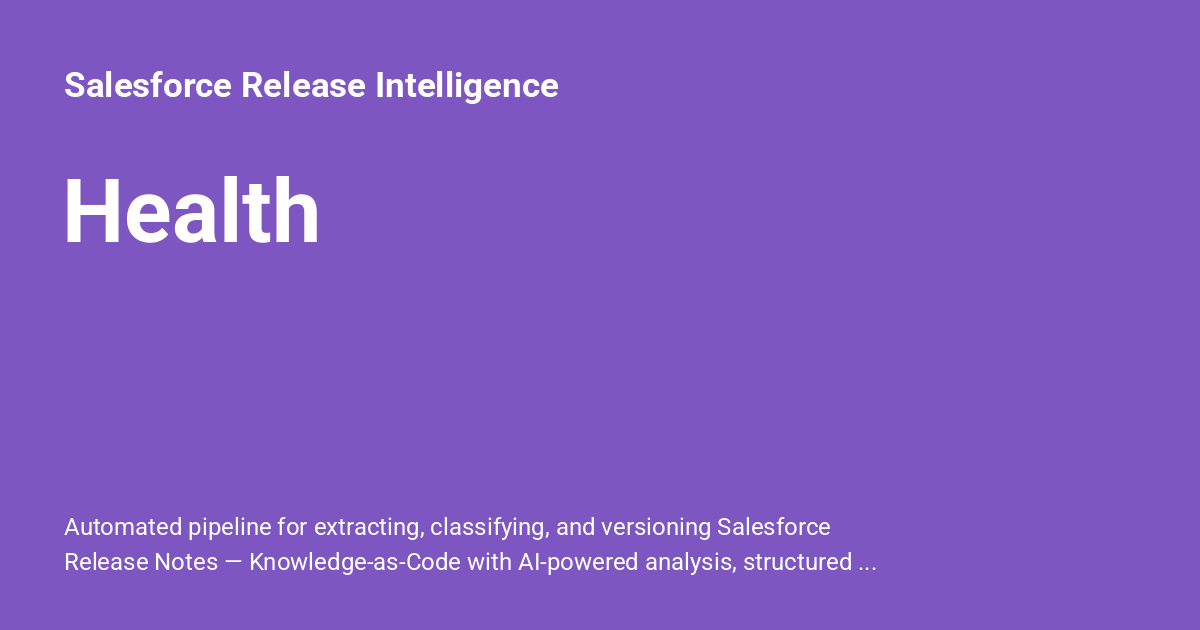 Salesforce Release Intelligence
Health
Automated pipeline for extracting, classifying, and versioning Salesforce
Release Notes — Knowledge-as-Code with AI-powered analysis, structured ...